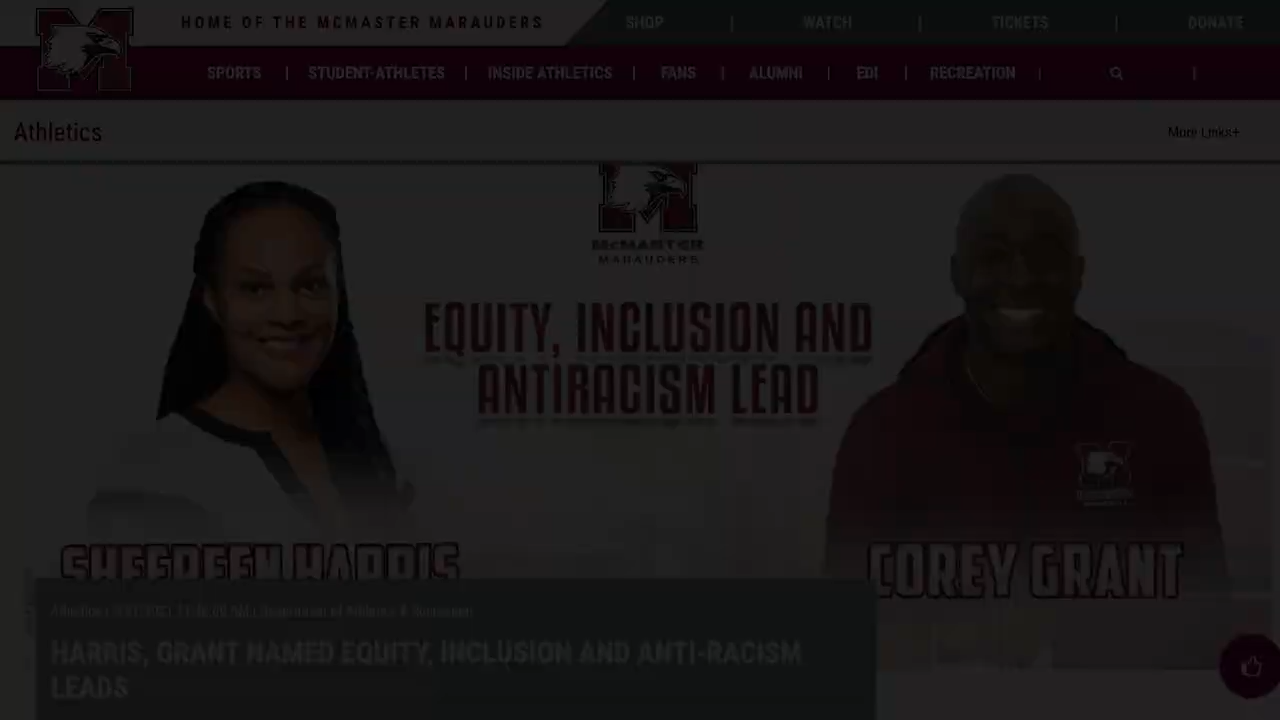 HOME OF THE MCMASTER MARAUDERS
SHOP | WATCH | TICKETS | DONATE
SPORTS | STUDENT-ATHLETES | INSIDE ATHLETICS | FANS | ALUMNI | EDI | RECREATION
Athletics
More Links+
McMASTER
MARAUDERS
EQUITY, INCLUSION AND
ANTIRACISM LEAD
SHEEREEN HARRIS
COREY GRANT
HARRIS, GRANT NAMED EQUITY, INCLUSION AND ANTI-RACISM
LEADS